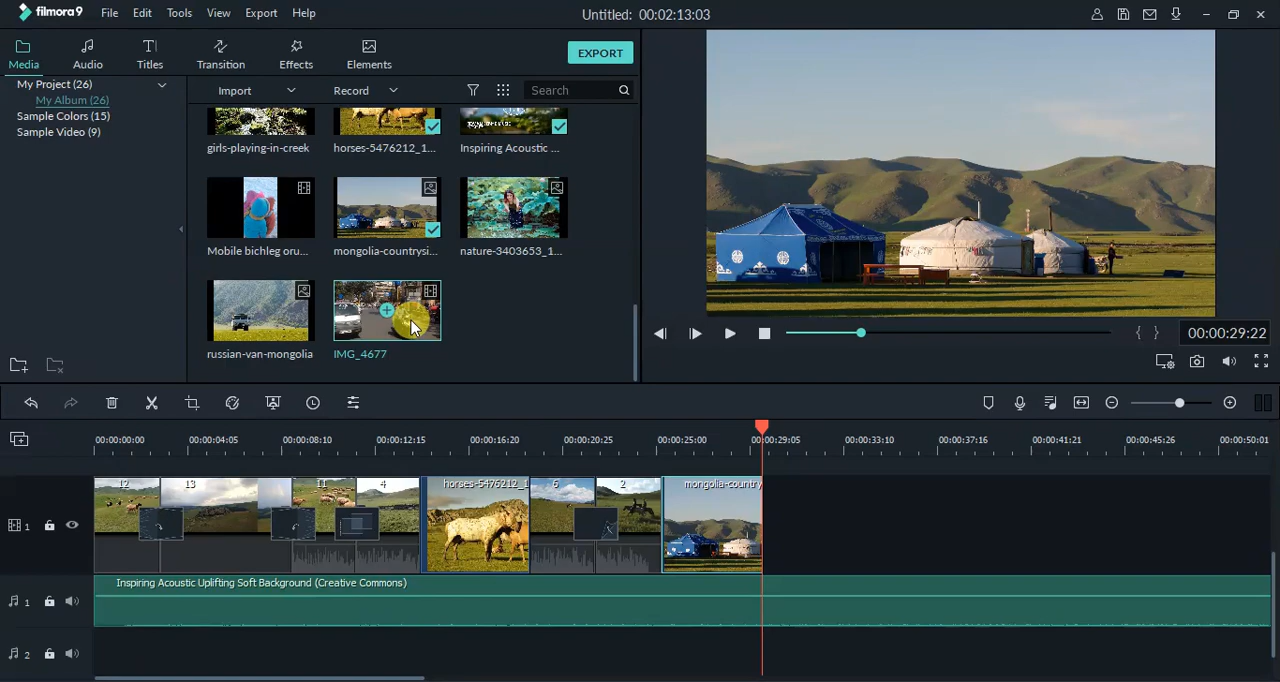 filmora9 File Edit Tools View Export Help Untitled: 00:02:13:03
Media Audio Titles Transition Effects Elements EXPORT
My Project (26)
My Album (26)
Sample Colors (15)
Sample Video (9)
Import Record Search
girls-playing-in-creek horses-5476212_1... Inspiring Acoustic ...
Mobile bichleg oru... mongolia-countrysi... nature-3403653_1...
russian-van-mongolia IMG_4677
00:00:29:22
00:00:00:00 00:00:04:05 00:00:08:10 00:00:12:15 00:00:16:20 00:00:20:25 00:00:25:00 00:00:29:05 00:00:33:10 00:00:37:16 00:00:41:21 00:00:45:26 00:00:50:01
12 13 11 4 horses-5476212_1 6 2 mongolia-country
1
Inspiring Acoustic Uplifting Soft Background (Creative Commons)
1
2